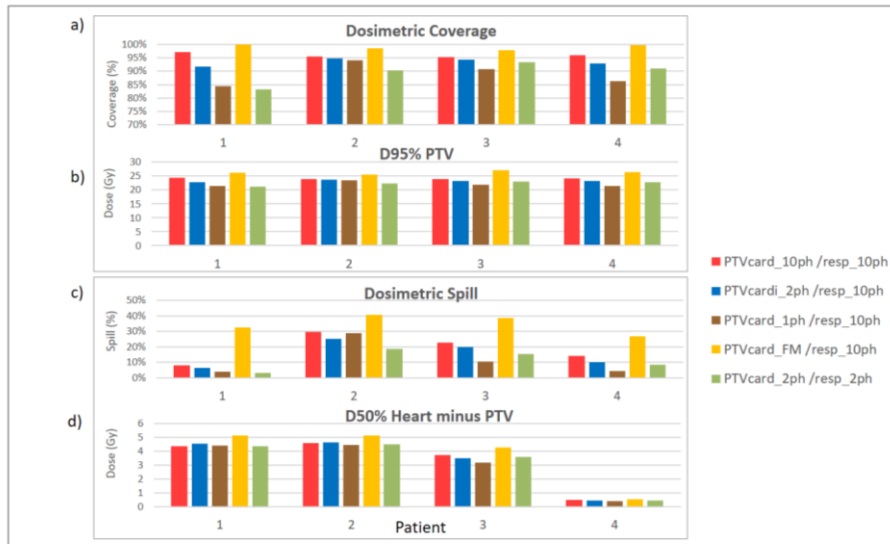 a)
Dosimetric Coverage
Coverage (%)
100%
95%
90%
85%
80%
75%
70%
1 2 3 4
b)
D95% PTV
Dose (Gy)
30
25
20
15
10
5
0
1 2 3 4
c)
Dosimetric Spill
Spill (%)
50%
40%
30%
20%
10%
0%
1 2 3 4
d)
D50% Heart minus PTV
Dose (Gy)
6
5
4
3
2
1
0
1 2 3 4
Patient
PTVcard_10ph /resp_10ph
PTVcardi_2ph /resp_10ph
PTVcard_1ph /resp_10ph
PTVcard_FM /resp_10ph
PTVcard_2ph /resp_2ph